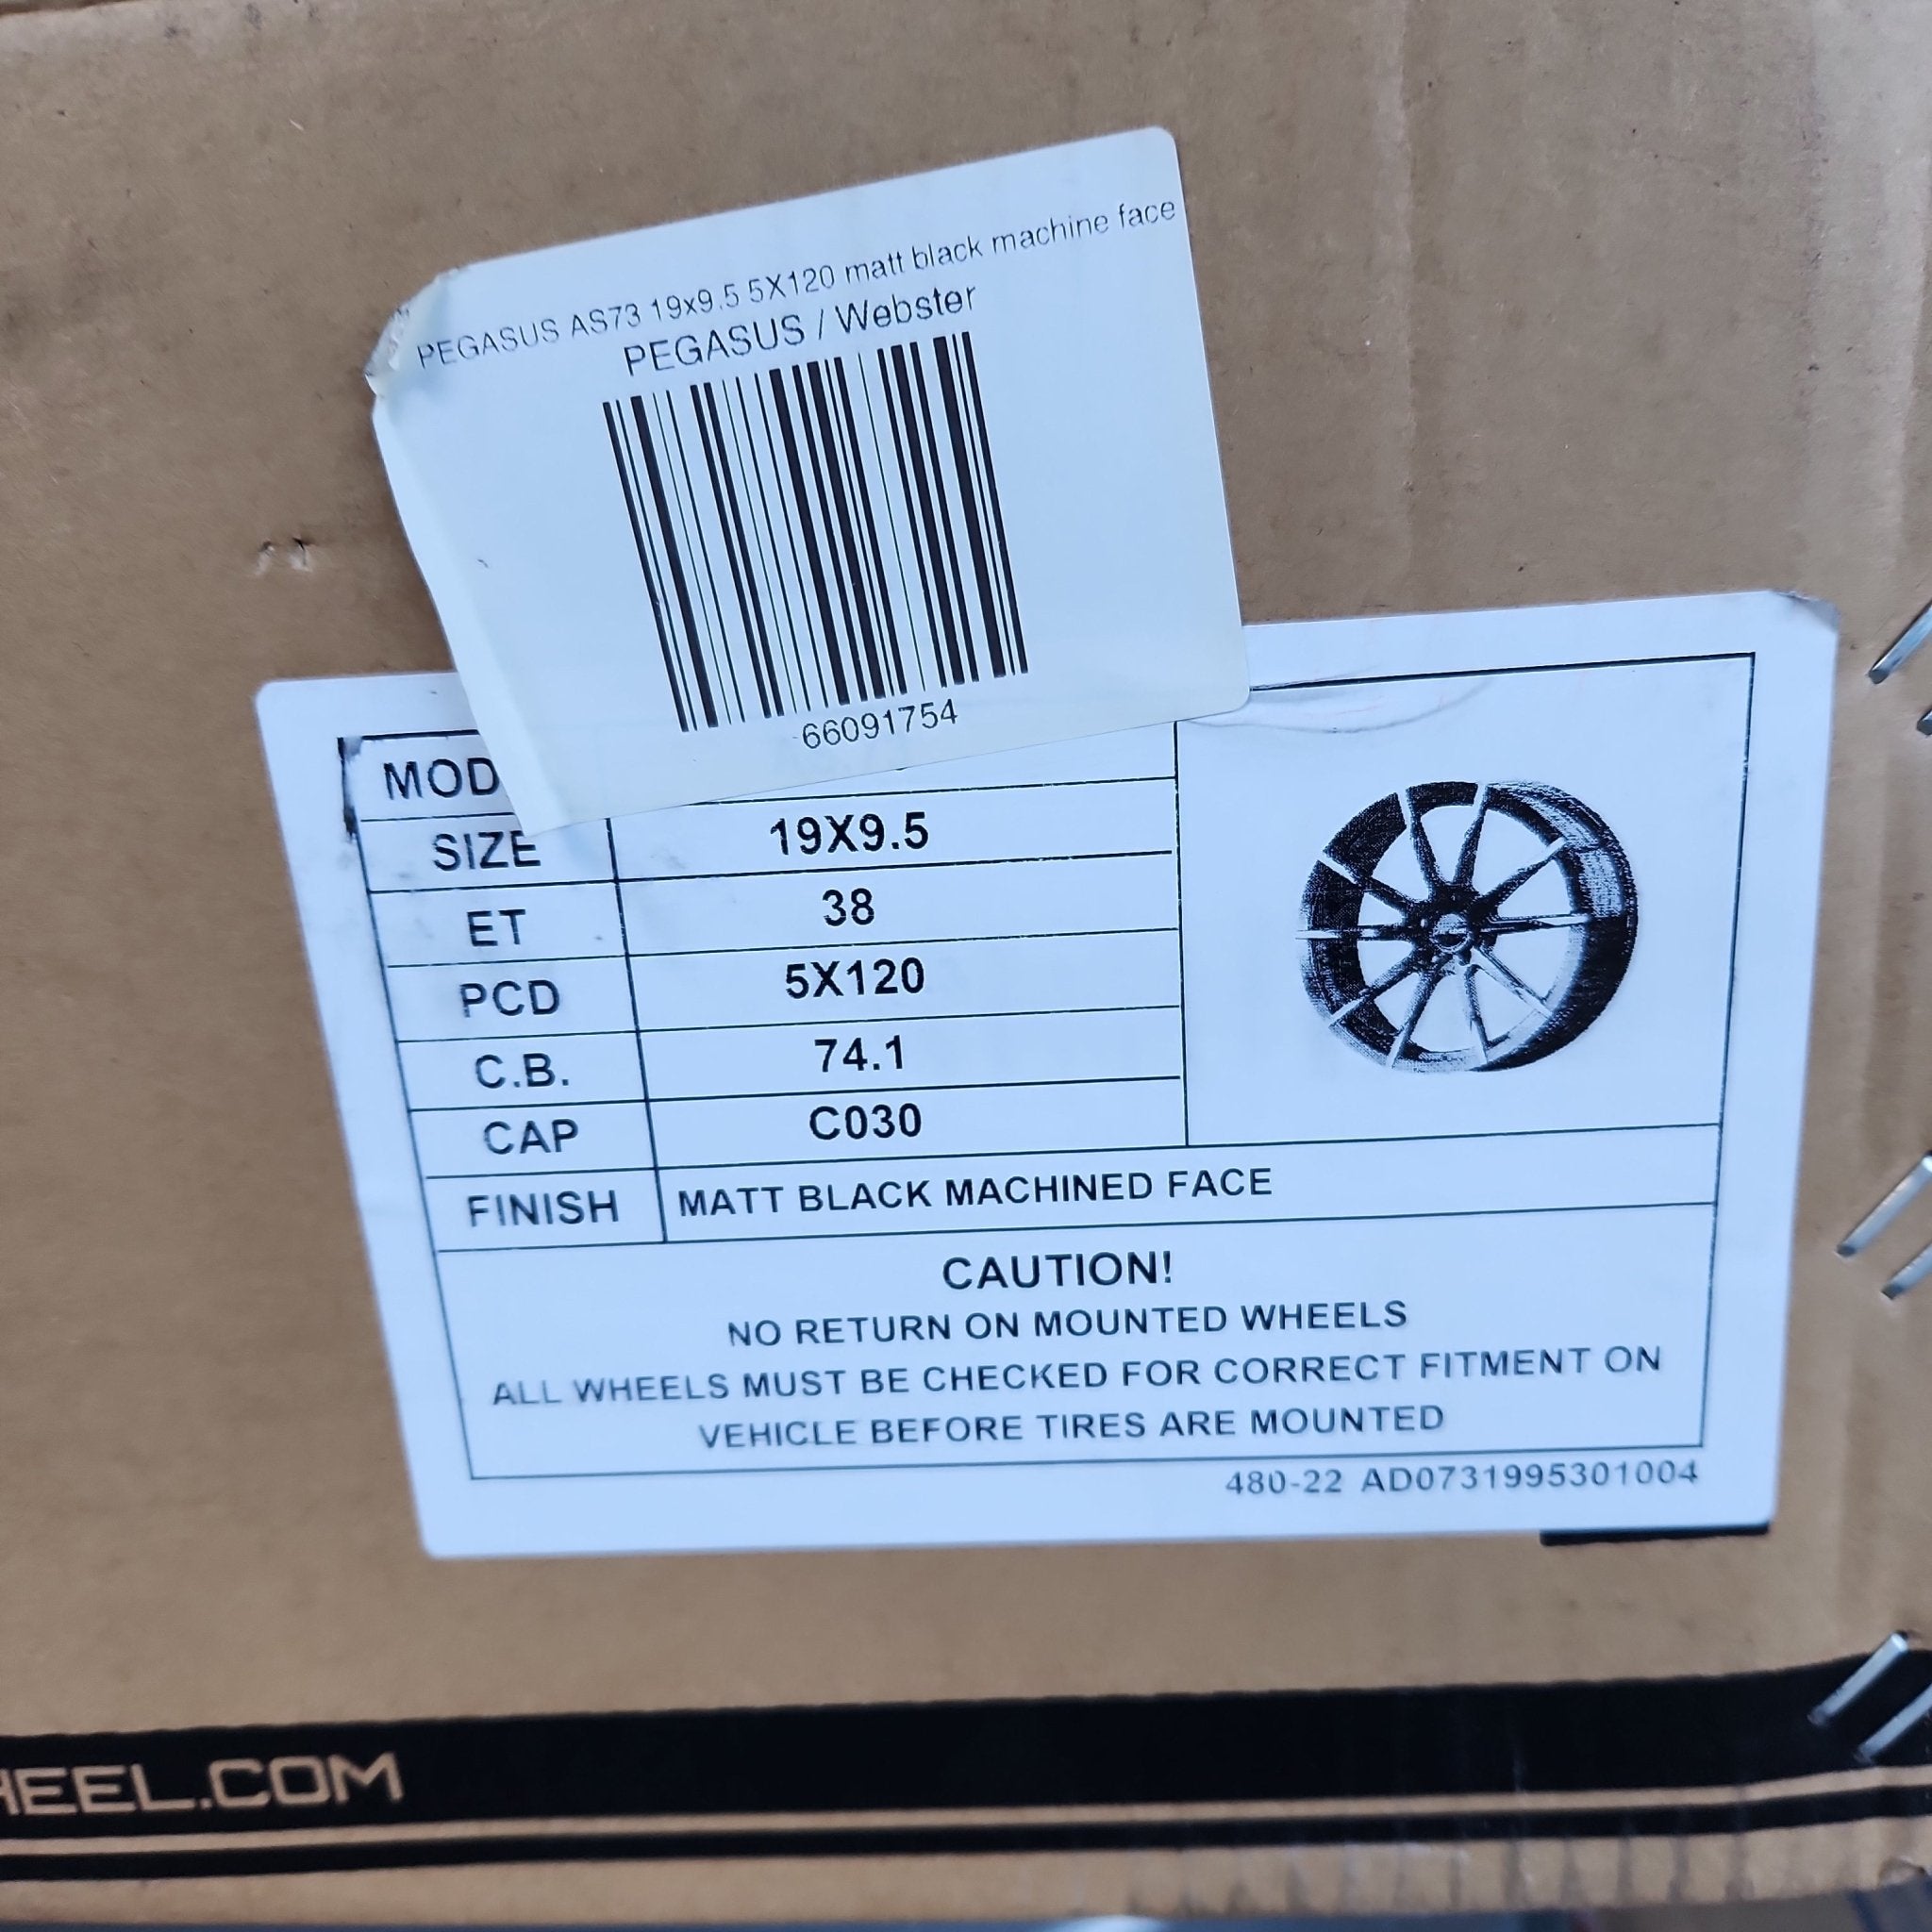 PEGASUS AS73 19x9.5 5X120 matt black machine face
PEGASUS / Webster
66091754
MOD
SIZE 19X9.5
ET 38
PCD 5X120
C.B. 74.1
CAP C030
FINISH MATT BLACK MACHINED FACE
CAUTION!
NO RETURN ON MOUNTED WHEELS
ALL WHEELS MUST BE CHECKED FOR CORRECT FITMENT ON
VEHICLE BEFORE TIRES ARE MOUNTED
480-22 AD0731995301004
HEEL.COM